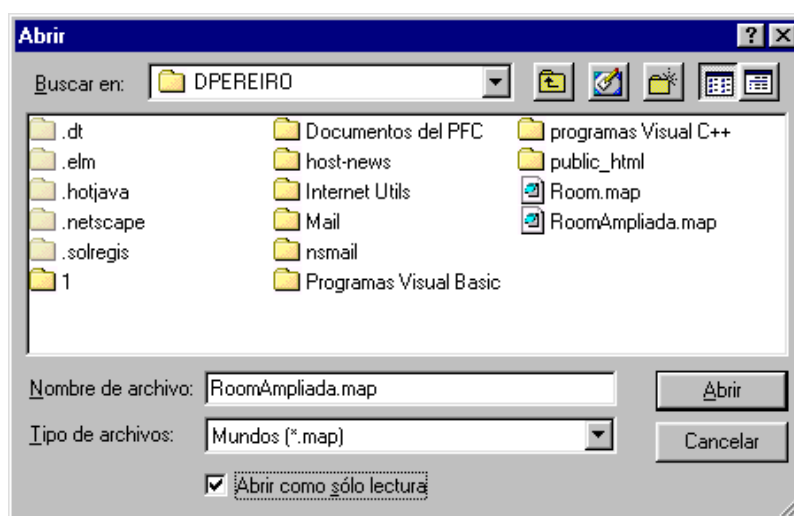 Abrir
Buscar en: DPEREIRO
.dt Documentos del PFC programas Visual C++
.elm host-news public_html
.hotjava Internet Utils Room.map
.netscape Mail RoomAmpliada.map
.solregis nsmail
1 Programas Visual Basic
Nombre de archivo: RoomAmpliada.map Abrir
Tipo de archivos: Mundos (*.map) Cancelar
Abrir como sólo lectura